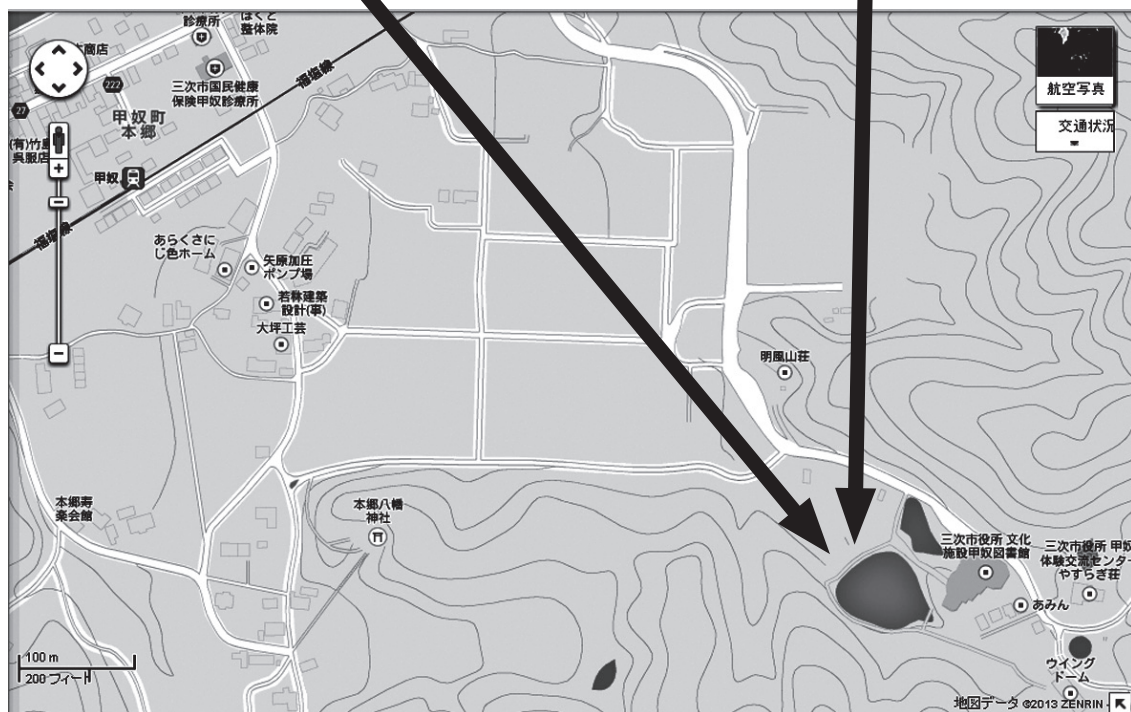 診療所
ほくと
整体院
商店
222
27
三次市国民健康
保険甲奴診療所
福塩線
航空写真
交通状況
甲奴町
本郷
呉服店
甲奴
福塩線
あらくさに
じ色ホーム
矢原加圧
ポンプ場
若林建築
設計(事)
大坪工芸
明風山荘
本郷寿
楽会館
本郷八幡
神社
三次市役所 文化
施設甲奴図書館
三次市役所 甲奴
体験交流センター
やすらぎ荘
あみん
ウイング
ドーム
100 m
200 フィート
地図データ ©2013 ZENRIN